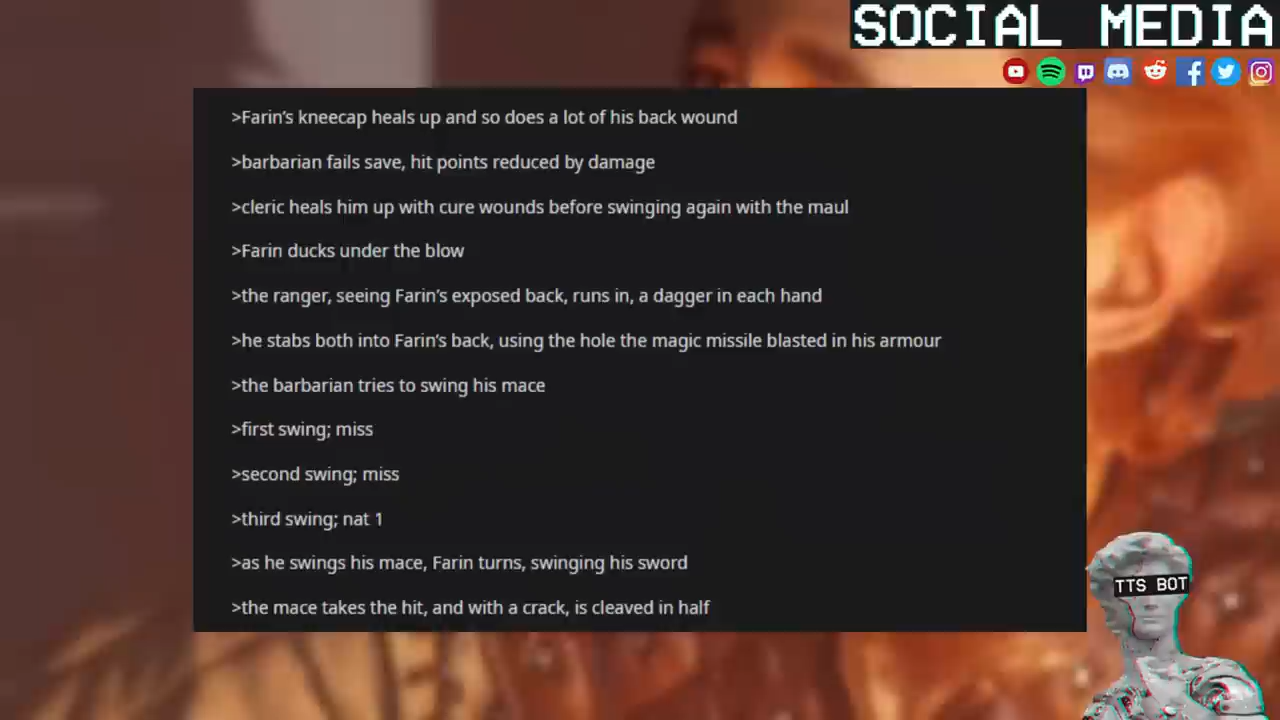 SOCIAL MEDIA
>Farin's kneecap heals up and so does a lot of his back wound
>barbarian fails save, hit points reduced by damage
>cleric heals him up with cure wounds before swinging again with the maul
>Farin ducks under the blow
>the ranger, seeing Farin's exposed back, runs in, a dagger in each hand
>he stabs both into Farin's back, using the hole the magic missile blasted in his armour
>the barbarian tries to swing his mace
>first swing; miss
>second swing; miss
>third swing; nat 1
>as he swings his mace, Farin turns, swinging his sword
TTS BOT
>the mace takes the hit, and with a crack, is cleaved in half